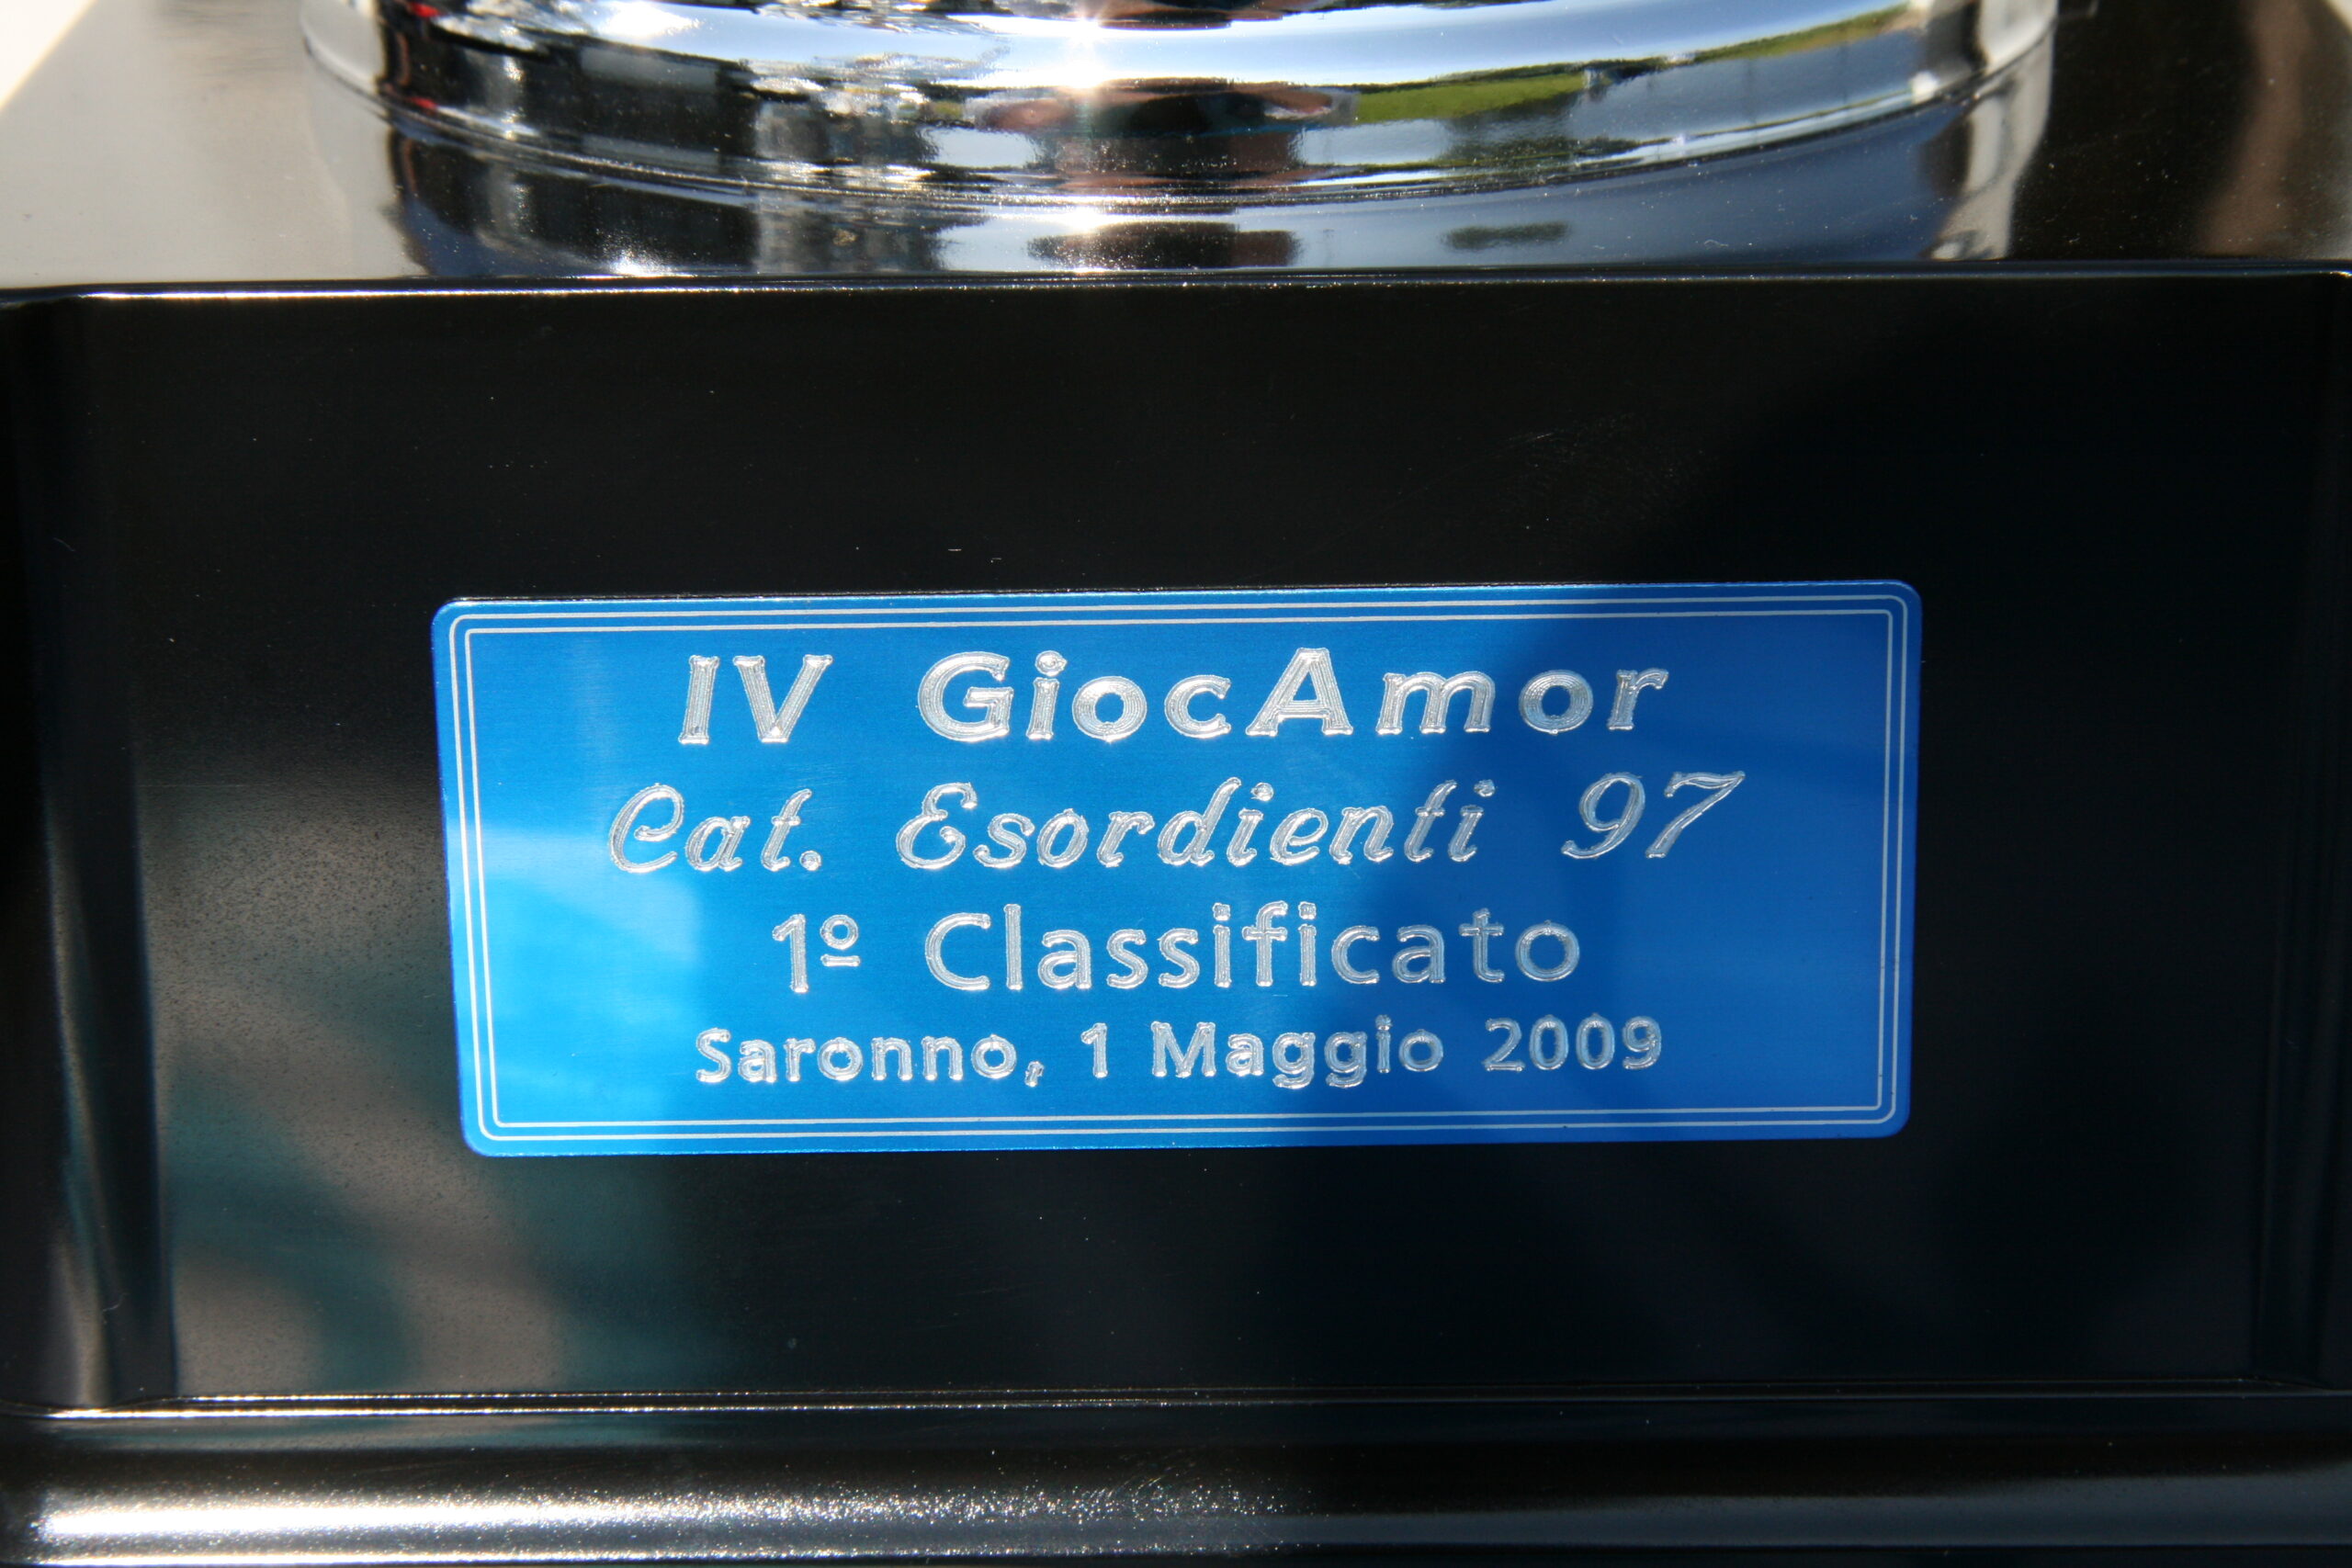 IV GiocAmor
Cat. Esordienti 97
1º Classificato
Saronno, 1 Maggio 2009